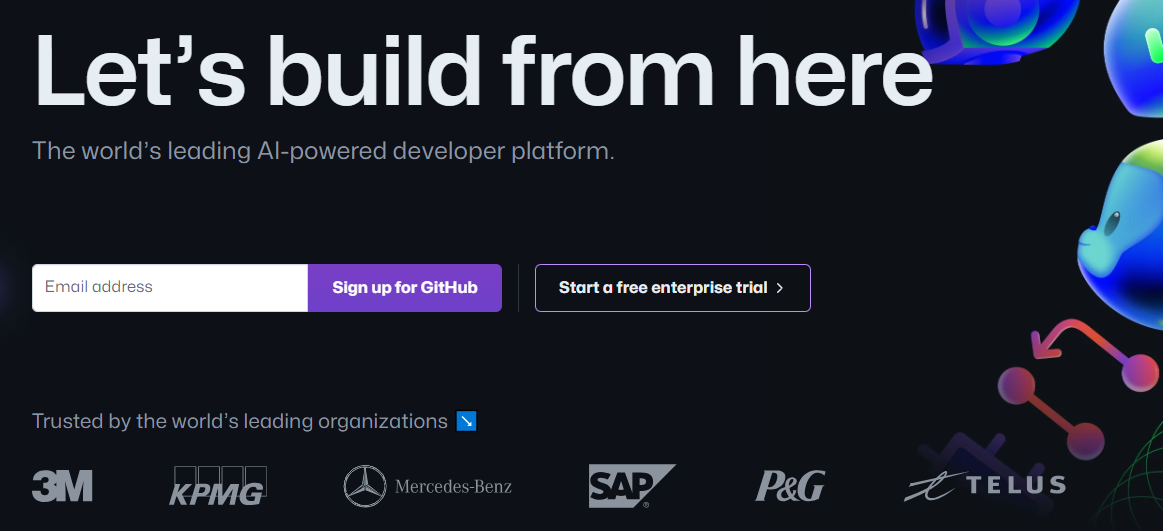 Let’s build from here
The world’s leading AI-powered developer platform.
Email address Sign up for GitHub Start a free enterprise trial >
Trusted by the world’s leading organizations ↘
3M KPMG Mercedes-Benz SAP® P&G TELUS